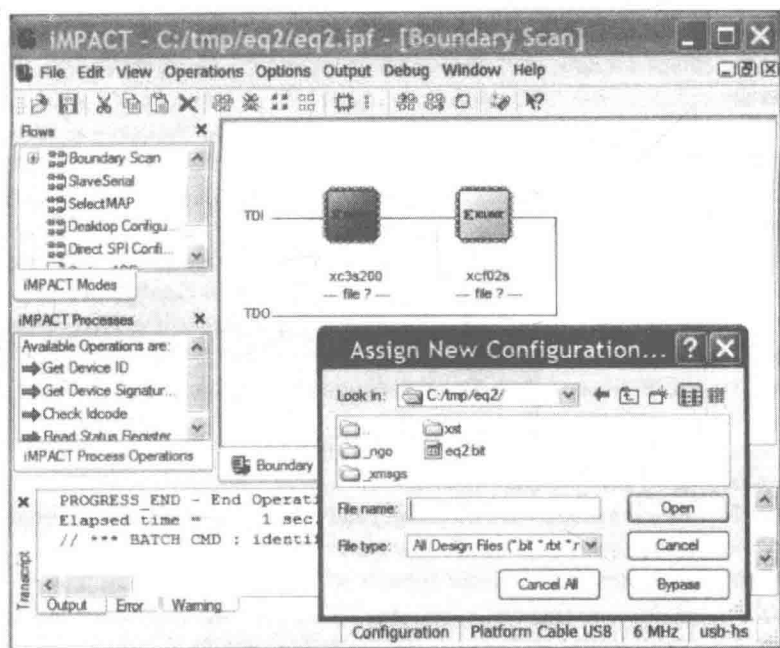 iMPACT - C:/tmp/eq2/eq2.ipf - [Boundary Scan]
File Edit View Operations Options Output Debug Window Help
Flows
Boundary Scan
SlaveSerial
SelectMAP
Desktop Configu...
Direct SPI Confi...
iMPACT Modes
iMPACT Processes
Available Operations are:
Get Device ID
Get Device Signatur...
Check Idcode
Read Status Register
iMPACT Process Operations
TDI
XILINX
xc3s200
--- file ? ---
xcf02s
--- file ? ---
TDO
Boundary
Assign New Configuration...
Look in: C:/tmp/eq2/
..
_ngo
_xmsgs
xst
eq2.bit
File name:
Open
File type: All Design Files (*.bit *.rbt *.r
Cancel
Cancel All
Bypass
PROGRESS_END - End Operati
Elapsed time = 1 sec.
// *** BATCH CMD : identif
Transcript
Output Error Warning
Configuration Platform Cable USB 6 MHz usb-hs